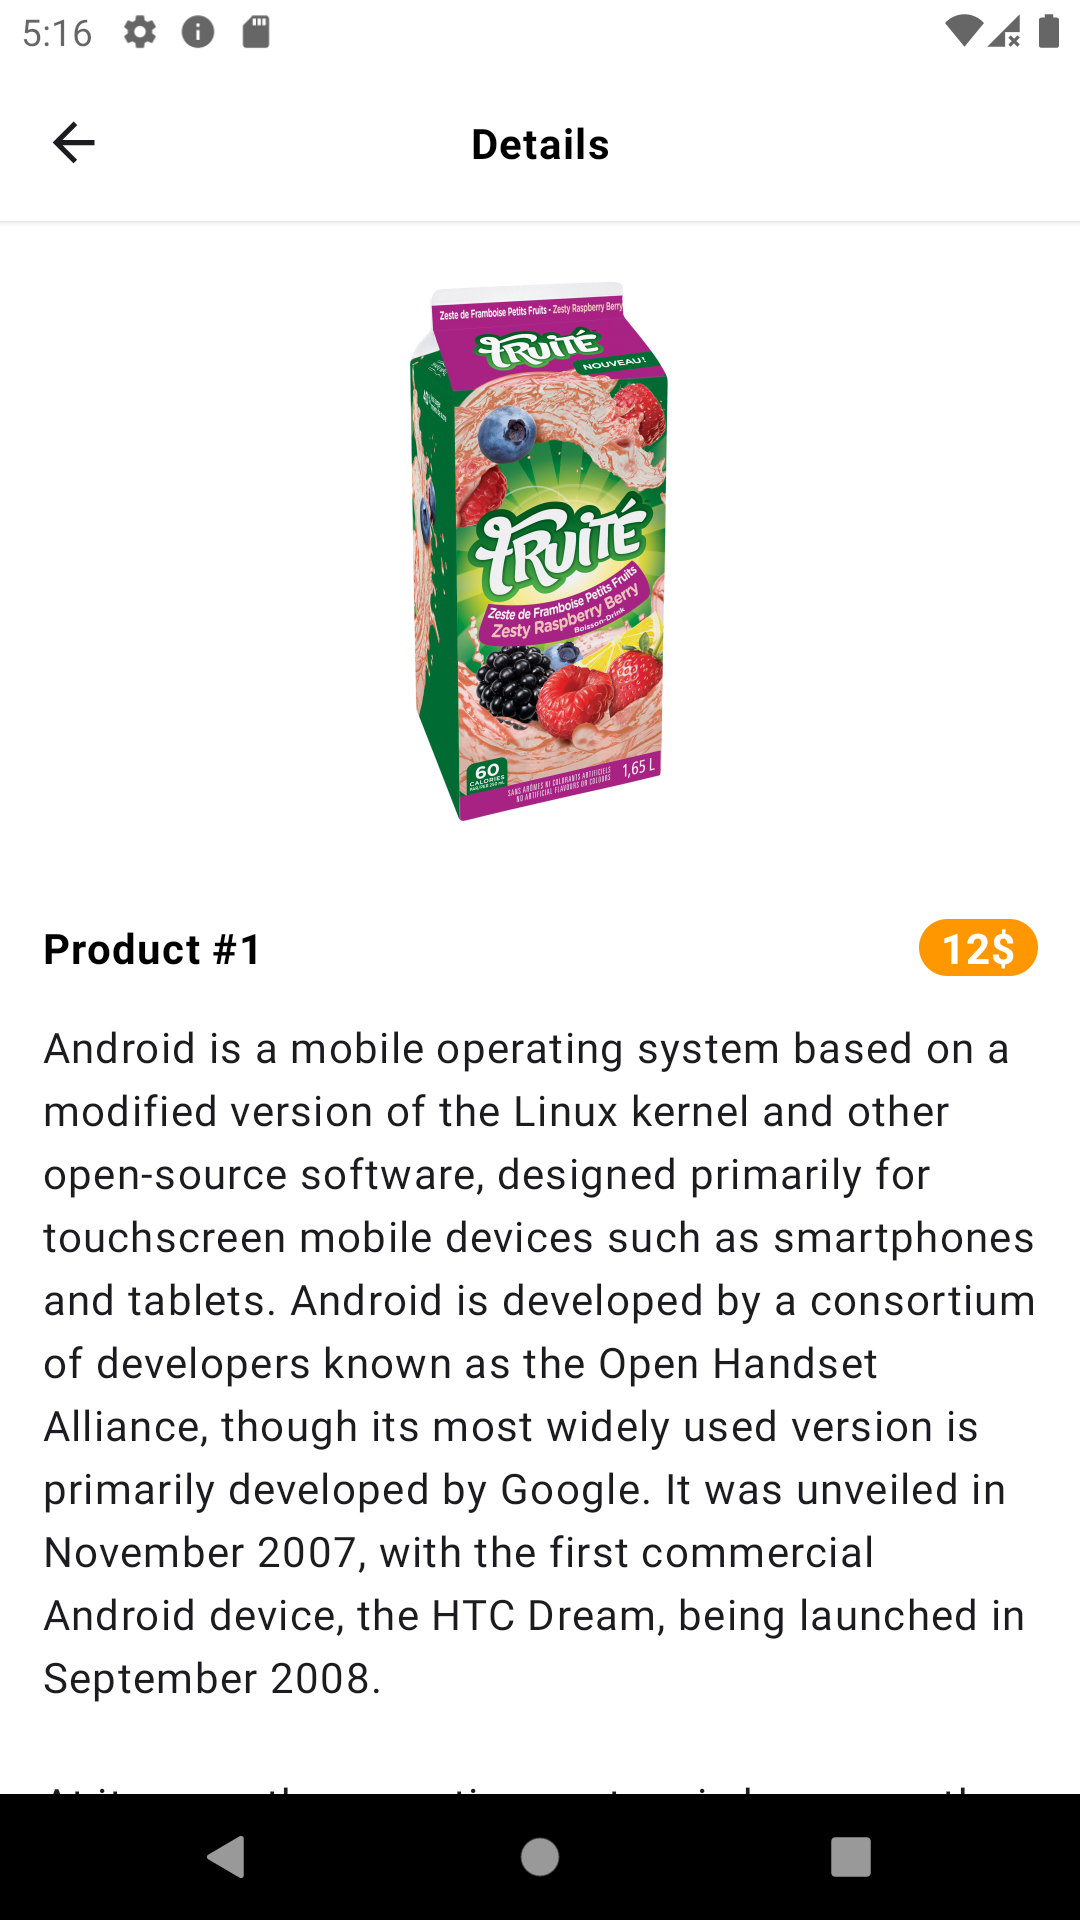 5:16
Details
Zeste de Framboise Petits Fruits - Zesty Raspberry Berry
FRUITÉ
NOUVEAU!
FRUITÉ
Zeste de Framboise Petits Fruits
Zesty Raspberry Berry
Boisson-Drink
60
CALORIES
SANS ARÔMES NI COLORANTS ARTIFICIELS
NO ARTIFICIAL FLAVOURS OR COLOURS
1,65 L
Product #1
12$
Android is a mobile operating system based on a
modified version of the Linux kernel and other
open-source software, designed primarily for
touchscreen mobile devices such as smartphones
and tablets. Android is developed by a consortium
of developers known as the Open Handset
Alliance, though its most widely used version is
primarily developed by Google. It was unveiled in
November 2007, with the first commercial
Android device, the HTC Dream, being launched in
September 2008.